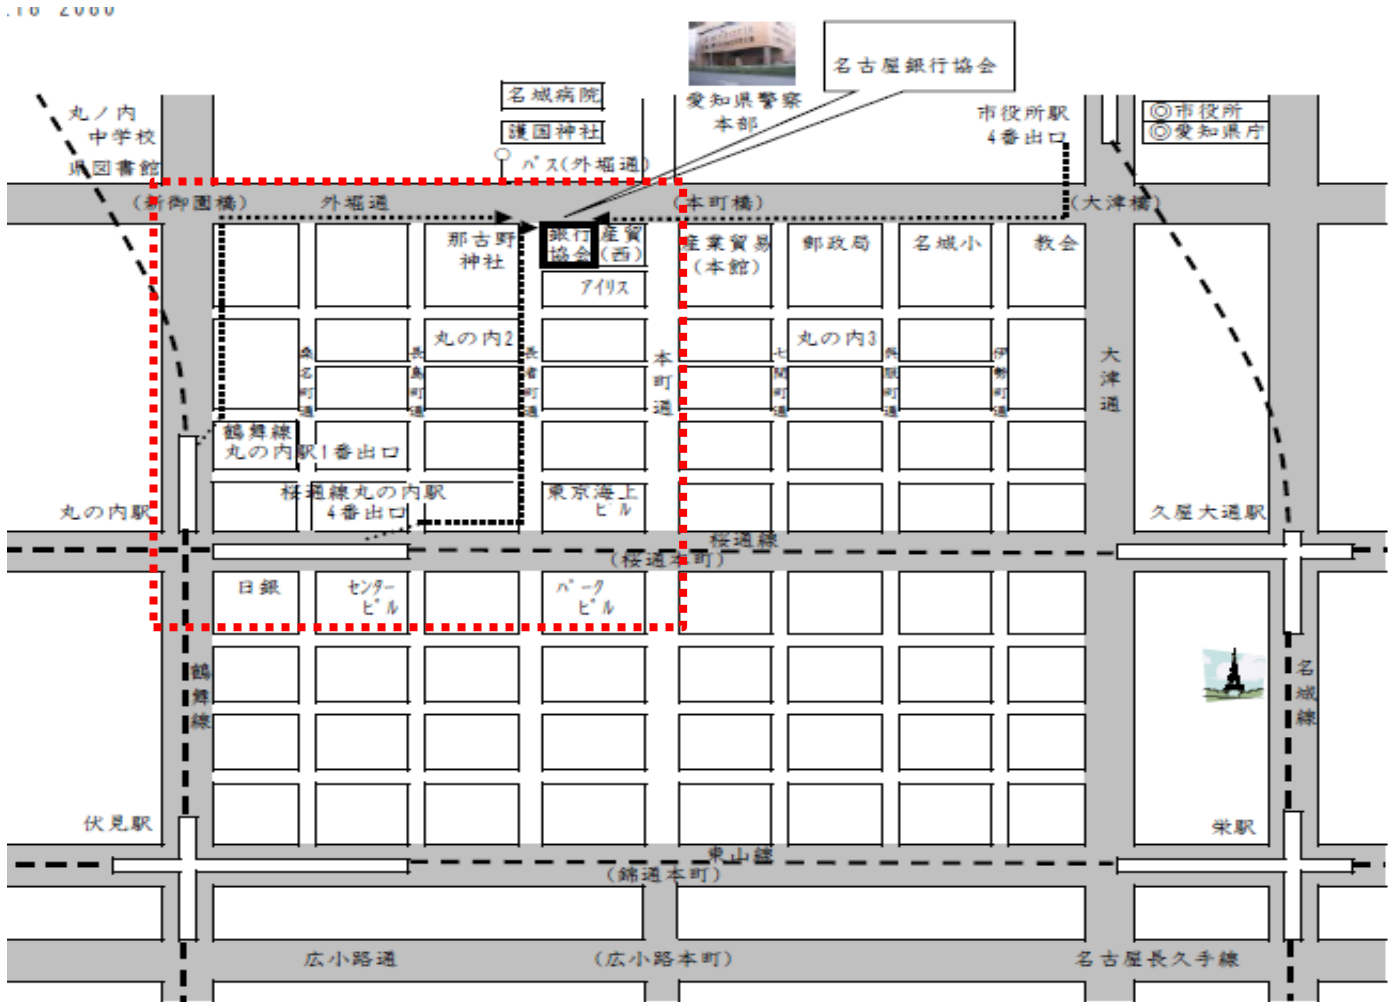 名古屋銀行協会
丸ノ内
中学校
県図書館
名城病院
護国神社
バス(外堀通)
愛知県警察
本部
市役所駅
4番出口
◎市役所
◎愛知県庁
(新御園橋)
外堀通
(本町橋)
(大津橋)
那古野
神社
銀行
協会
産貿
(西)
アイリス
産業貿易
(本館)
郵政局
名城小
教会
丸の内2
丸の内3
桑名町通
長島町通
長者町通
本町通
七間町通
呉服町通
伊勢町通
大津通
鶴舞線
丸の内駅1番出口
桜通線丸の内駅
4番出口
東京海上
ビル
丸の内駅
久屋大通駅
桜通線
(桜通本町)
日銀
センター
ビル
パーク
ビル
鶴舞線
名城線
伏見駅
栄駅
東山線
(錦通本町)
広小路通
(広小路本町)
名古屋長久手線